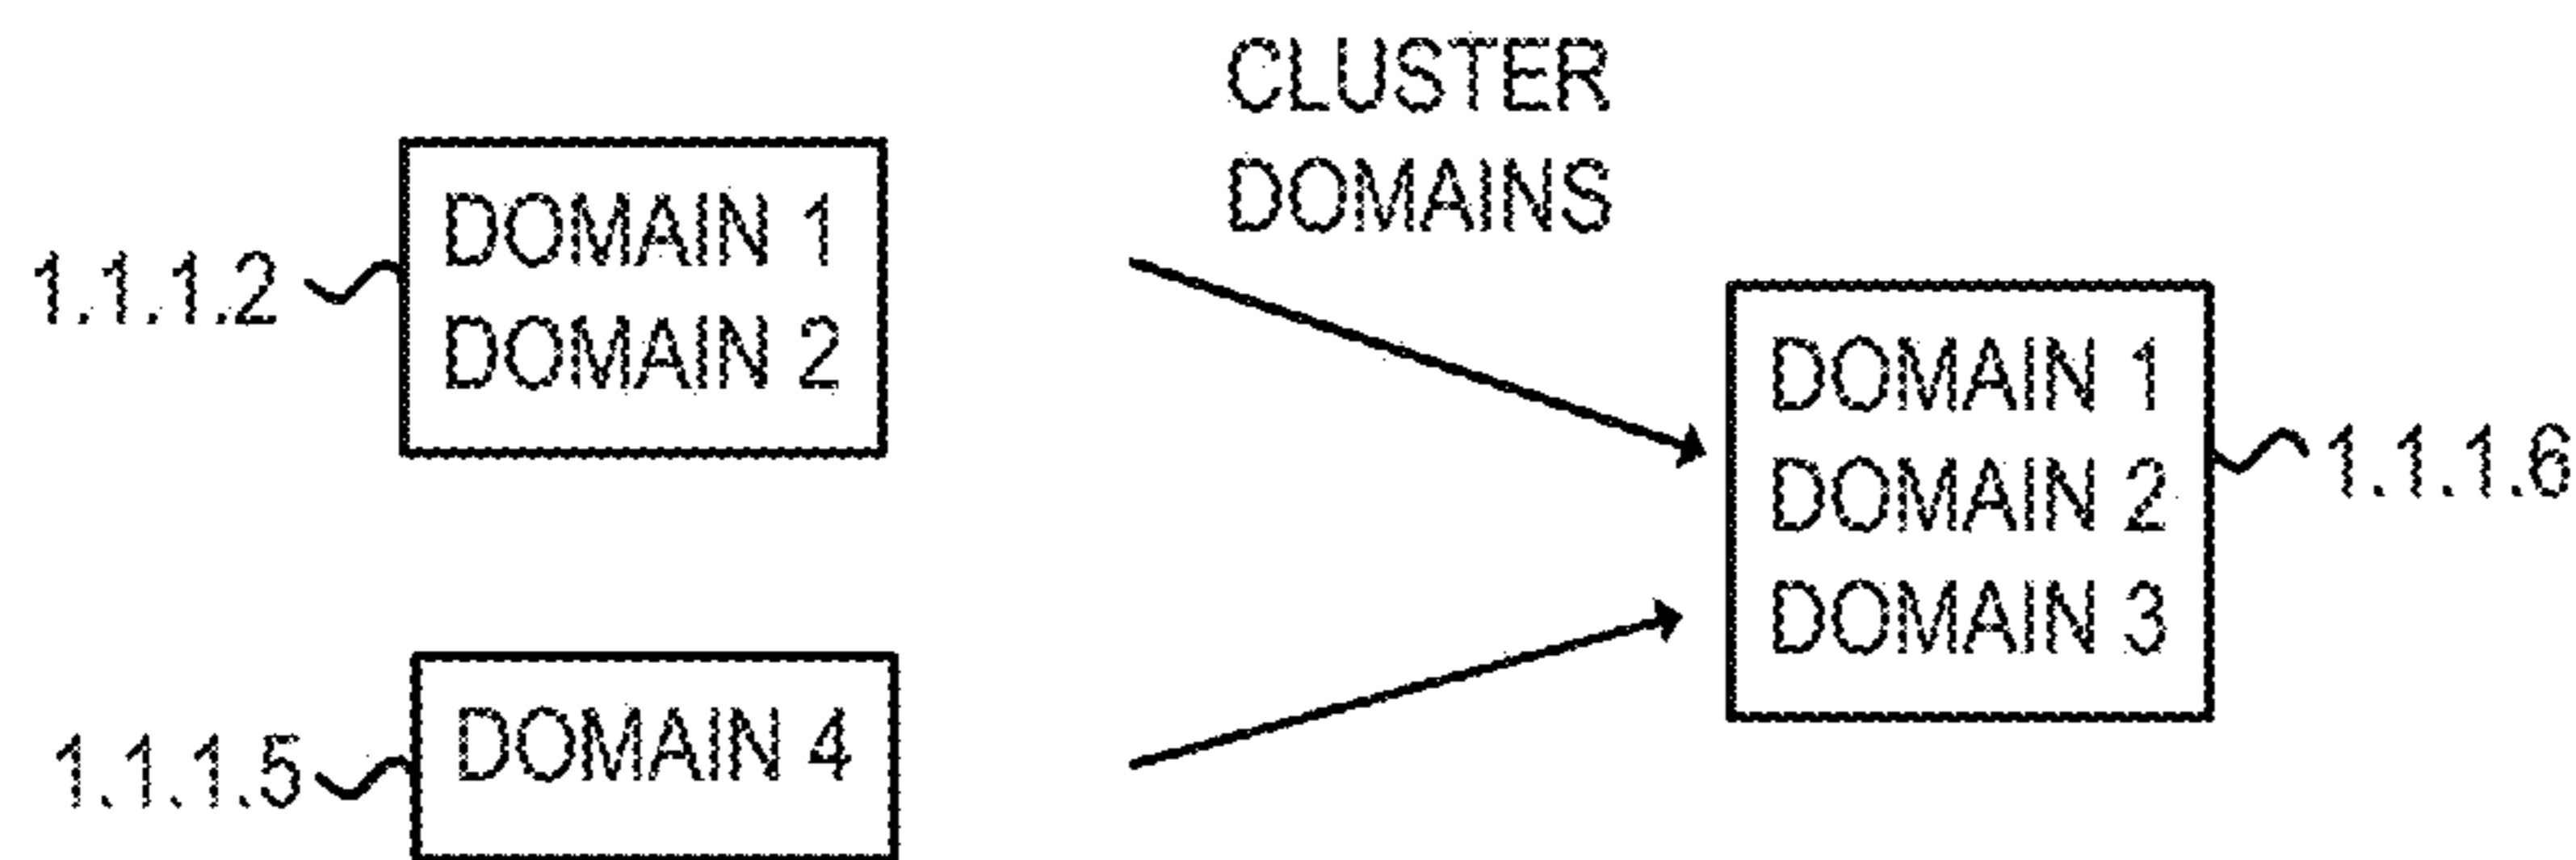 CLUSTER
DOMAINS
1.1.1.2
DOMAIN 1
DOMAIN 2
DOMAIN 1
DOMAIN 2
DOMAIN 3
1.1.1.6
1.1.1.5
DOMAIN 4